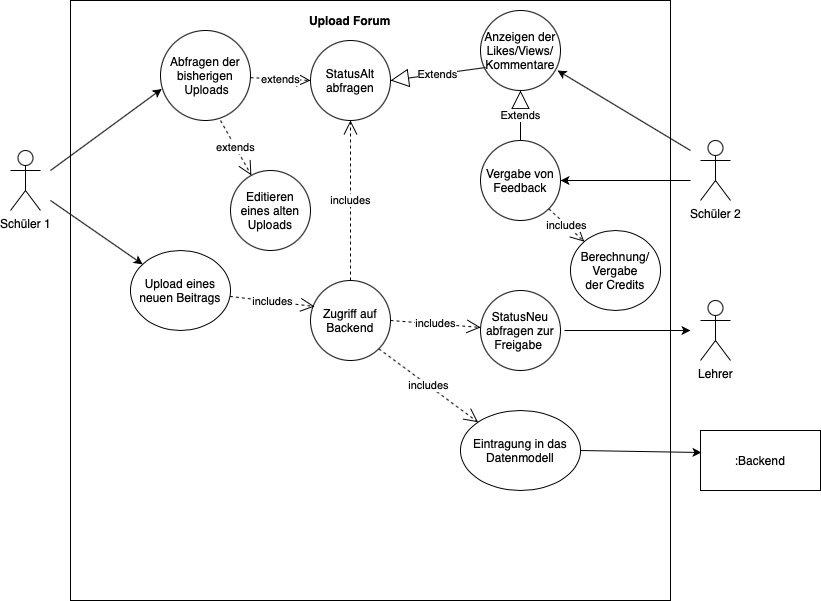 Upload Forum
Abfragen der
bisherigen
Uploads
extends
StatusAlt
abfragen
Extends
Anzeigen der
Likes/Views/
Kommentare
Extends
extends
Schüler 1
Editieren
eines alten
Uploads
includes
Vergabe von
Feedback
Schüler 2
includes
Berechnung/
Vergabe
der Credits
Upload eines
neuen Beitrags
includes
Zugriff auf
Backend
includes
StatusNeu
abfragen zur
Freigabe
Lehrer
includes
Eintragung in das
Datenmodell
:Backend